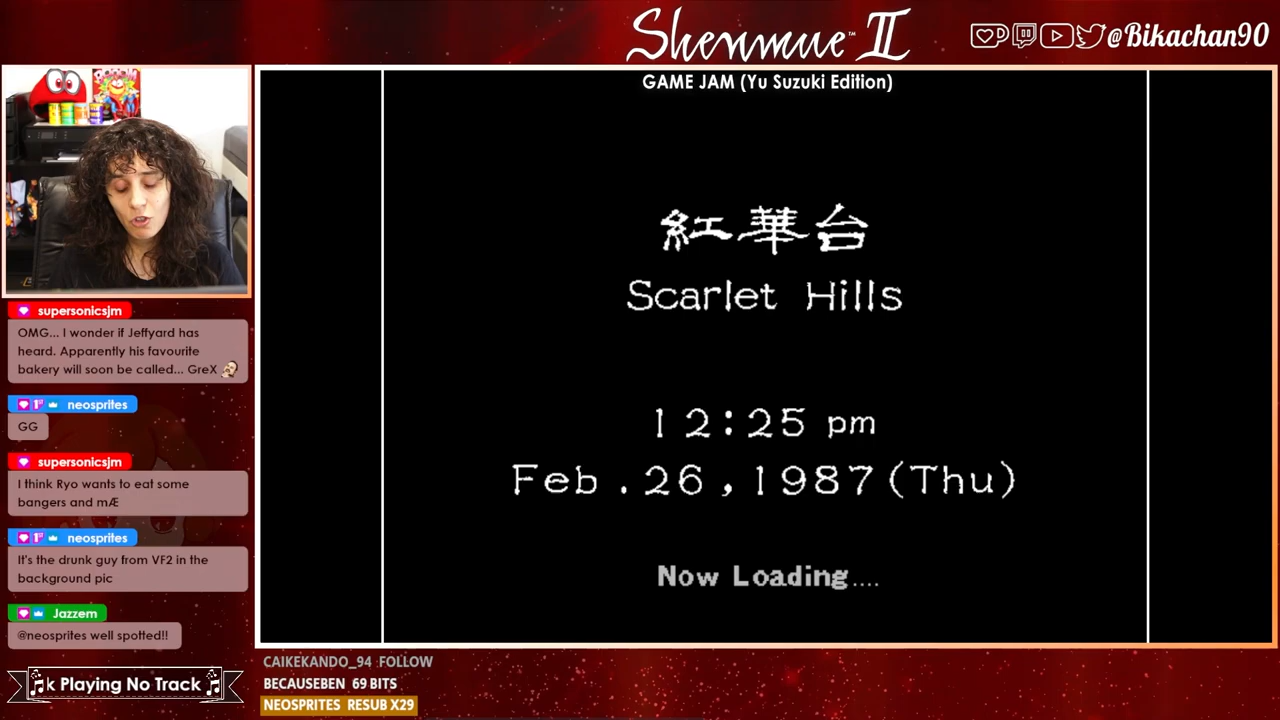 Shenmue™ II
@Bikachan90
GAME JAM (Yu Suzuki Edition)
紅華台
Scarlet Hills
12:25 pm
Feb.26,1987(Thu)
Now Loading....
supersonicsjm
OMG... I wonder if Jeffyard has
heard. Apparently his favourite
bakery will soon be called... GreX
neosprites
GG
supersonicsjm
I think Ryo wants to eat some
bangers and mÆ
neosprites
It's the drunk guy from VF2 in the
background pic
Jazzem
@neosprites well spotted!!
k Playing No Track
CAIKEKANDO_94 FOLLOW
BECAUSEBEN 69 BITS
NEOSPRITES RESUB X29